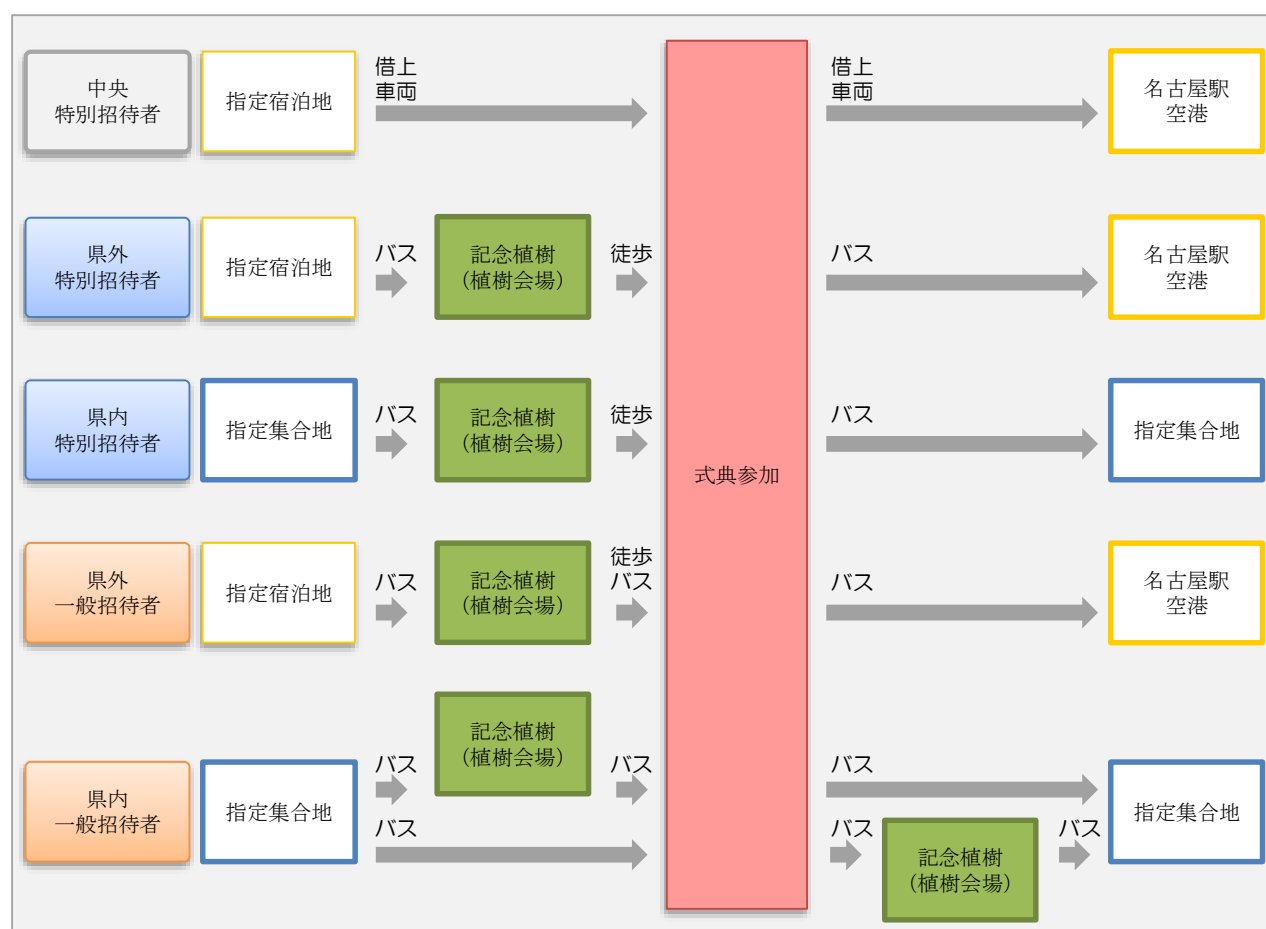 中央
特別招待者
指定宿泊地
借上
車両
借上
車両
名古屋駅
空港
県外
特別招待者
指定宿泊地
バス
記念植樹
(植樹会場)
徒歩
バス
名古屋駅
空港
県内
特別招待者
指定集合地
バス
記念植樹
(植樹会場)
徒歩
式典参加
バス
指定集合地
県外
一般招待者
指定宿泊地
バス
記念植樹
(植樹会場)
徒歩
バス
バス
名古屋駅
空港
県内
一般招待者
指定集合地
バス
記念植樹
(植樹会場)
バス
バス
バス
指定集合地
バス
記念植樹
(植樹会場)
バス